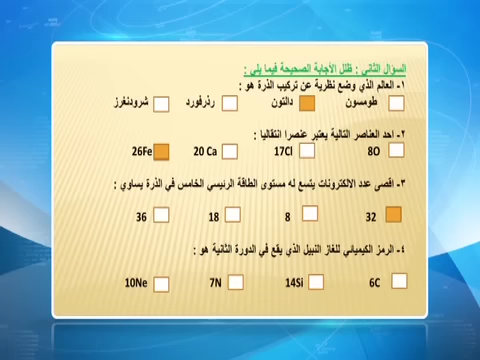 السؤال الثاني : ظلل الأجابة الصحيحة فيما يلي :
١- العالم الذي وضع نظرية عن تركيب الذرة هو :
طومسون دالتون رذرفورد شرودنغرز
٢- احد العناصر التالية يعتبر عنصرا انتقاليا :
8O 17Cl 20 Ca 26Fe
٣- اقصى عدد الالكترونات يتسع له مستوى الطاقة الرئيسي الخامس في الذرة يساوي :
32 8 18 36
٤- الرمز الكيميائي للغاز النبيل الذي يقع في الدورة الثانية هو :
6C 14Si 7N 10Ne